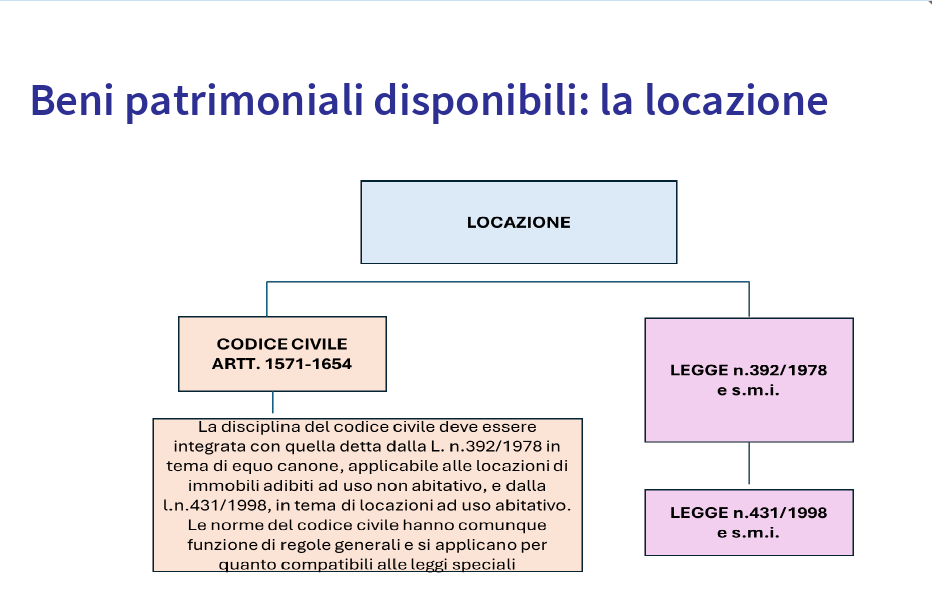 Beni patrimoniali disponibili: la locazione
LOCAZIONE
CODICE CIVILE
ARTT. 1571-1654
La disciplina del codice civile deve essere
integrata con quella detta dalla L. n.392/1978 in
tema di equo canone, applicabile alle locazioni di
immobili adibiti ad uso non abitativo, e dalla
l.n.431/1998, in tema di locazioni ad uso abitativo.
Le norme del codice civile hanno comunque
funzione di regole generali e si applicano per
quanto compatibili alle leggi speciali
LEGGE n.392/1978
e s.m.i.
LEGGE n.431/1998
e s.m.i.